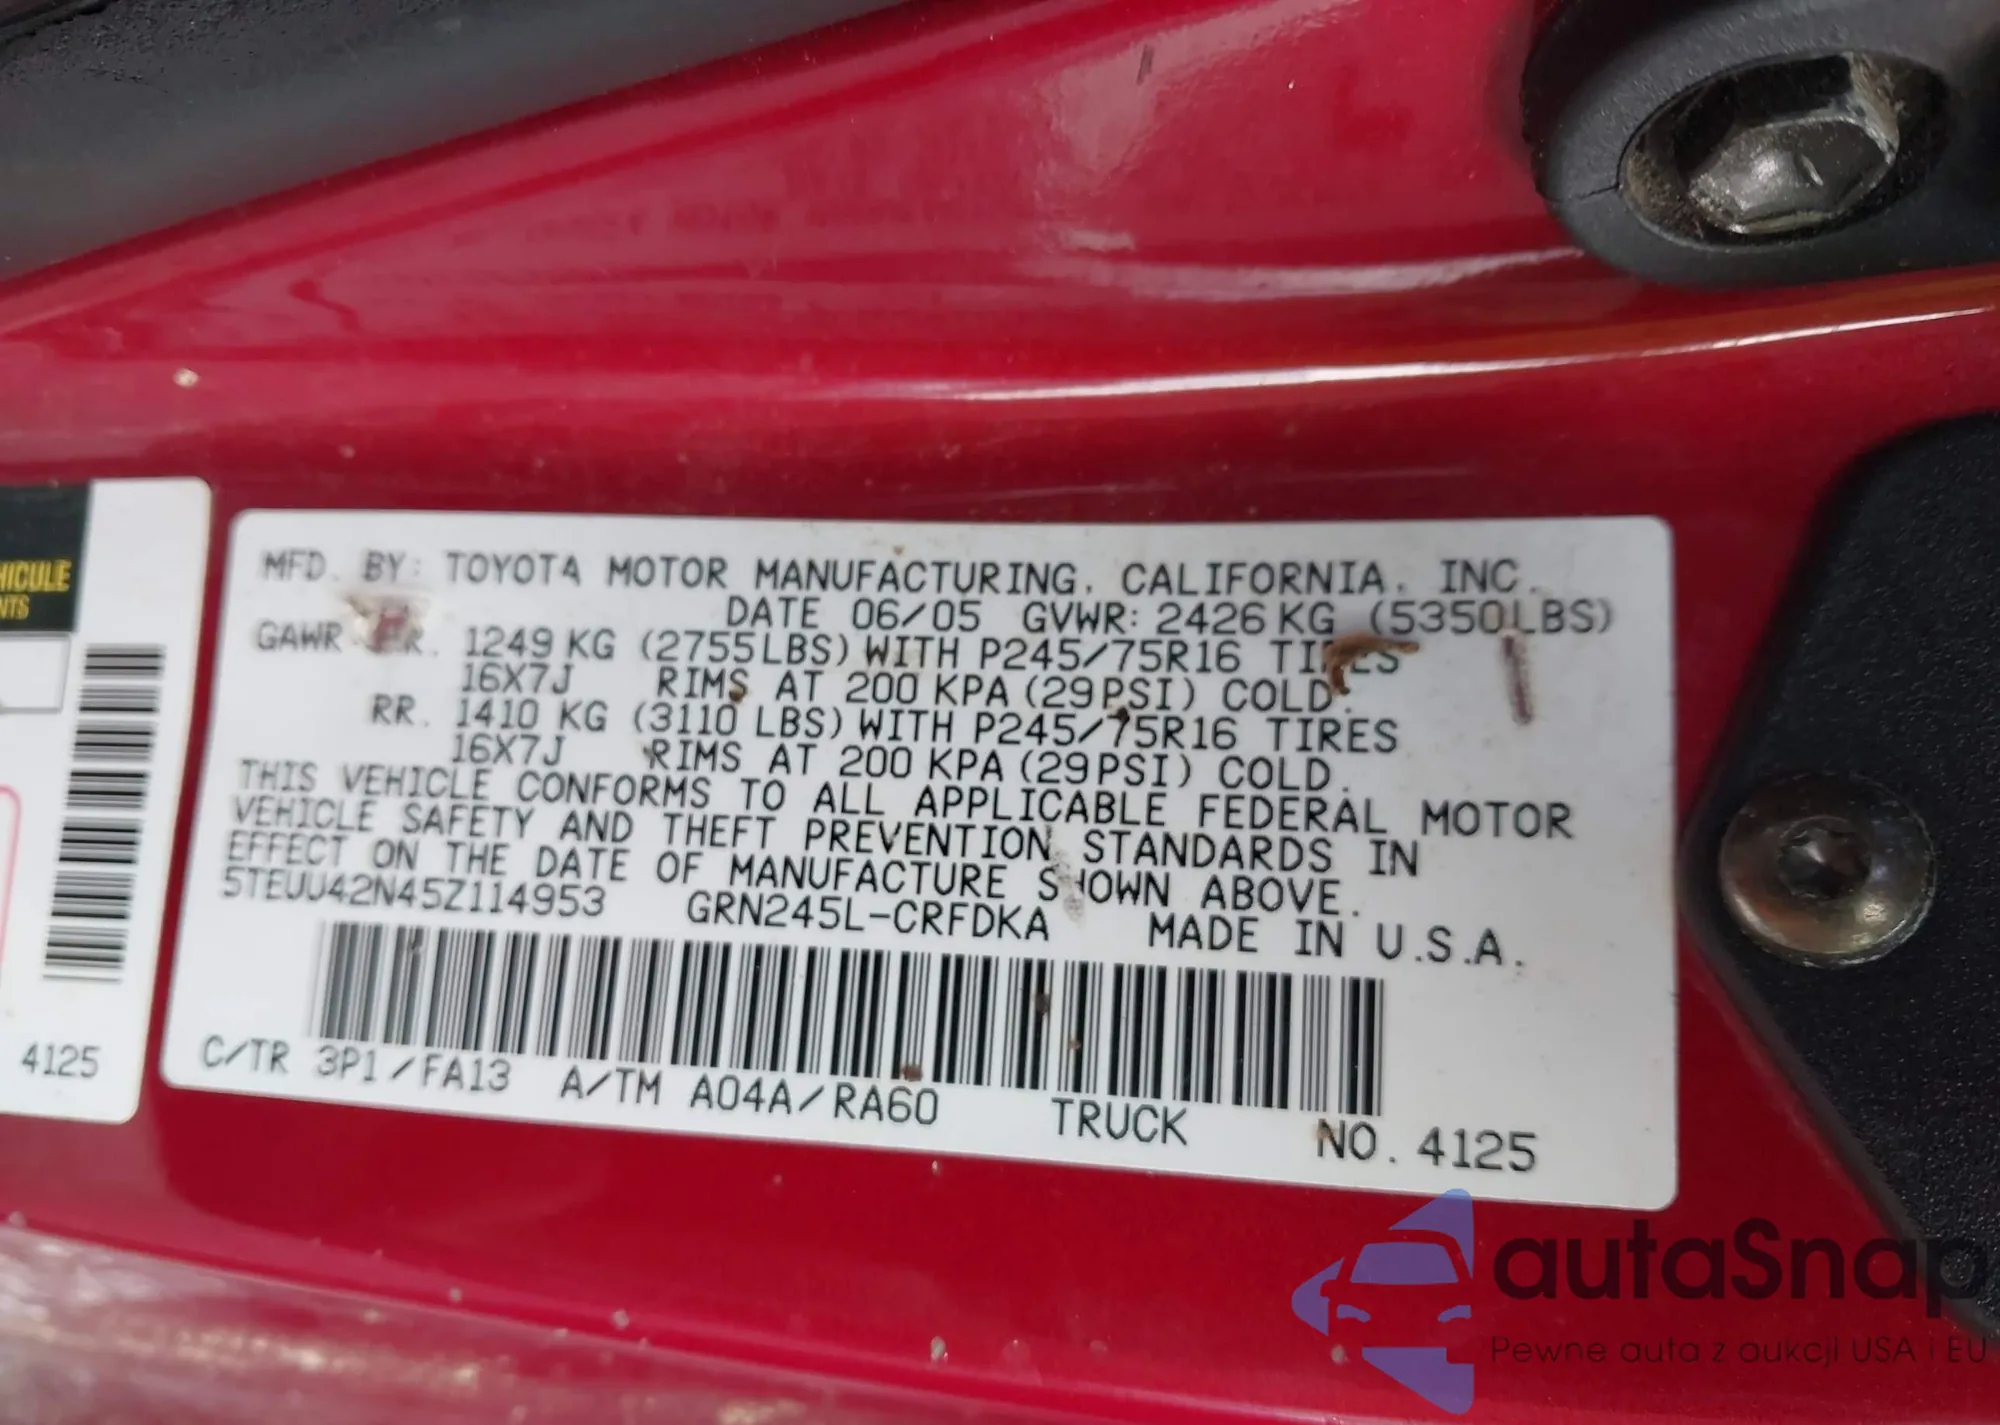 HICULE
NTS
4125
MFD. BY: TOYOTA MOTOR MANUFACTURING, CALIFORNIA, INC.
DATE 06/05 GVWR: 2426 KG (5350LBS)
GAWR FR. 1249 KG (2755LBS) WITH P245/75R16 TIRES
16X7J RIMS AT 200 KPA (29PSI) COLD.
RR. 1410 KG (3110 LBS) WITH P245/75R16 TIRES
16X7J RIMS AT 200 KPA (29PSI) COLD.
THIS VEHICLE CONFORMS TO ALL APPLICABLE FEDERAL MOTOR
VEHICLE SAFETY AND THEFT PREVENTION STANDARDS IN
EFFECT ON THE DATE OF MANUFACTURE SHOWN ABOVE.
5TEUU42N45Z114953 GRN245L-CRFDKA MADE IN U.S.A.
C/TR 3P1/FA13 A/TM A04A/RA60 TRUCK NO. 4125
autaSnap
Pewne auta z aukcji USA i EU